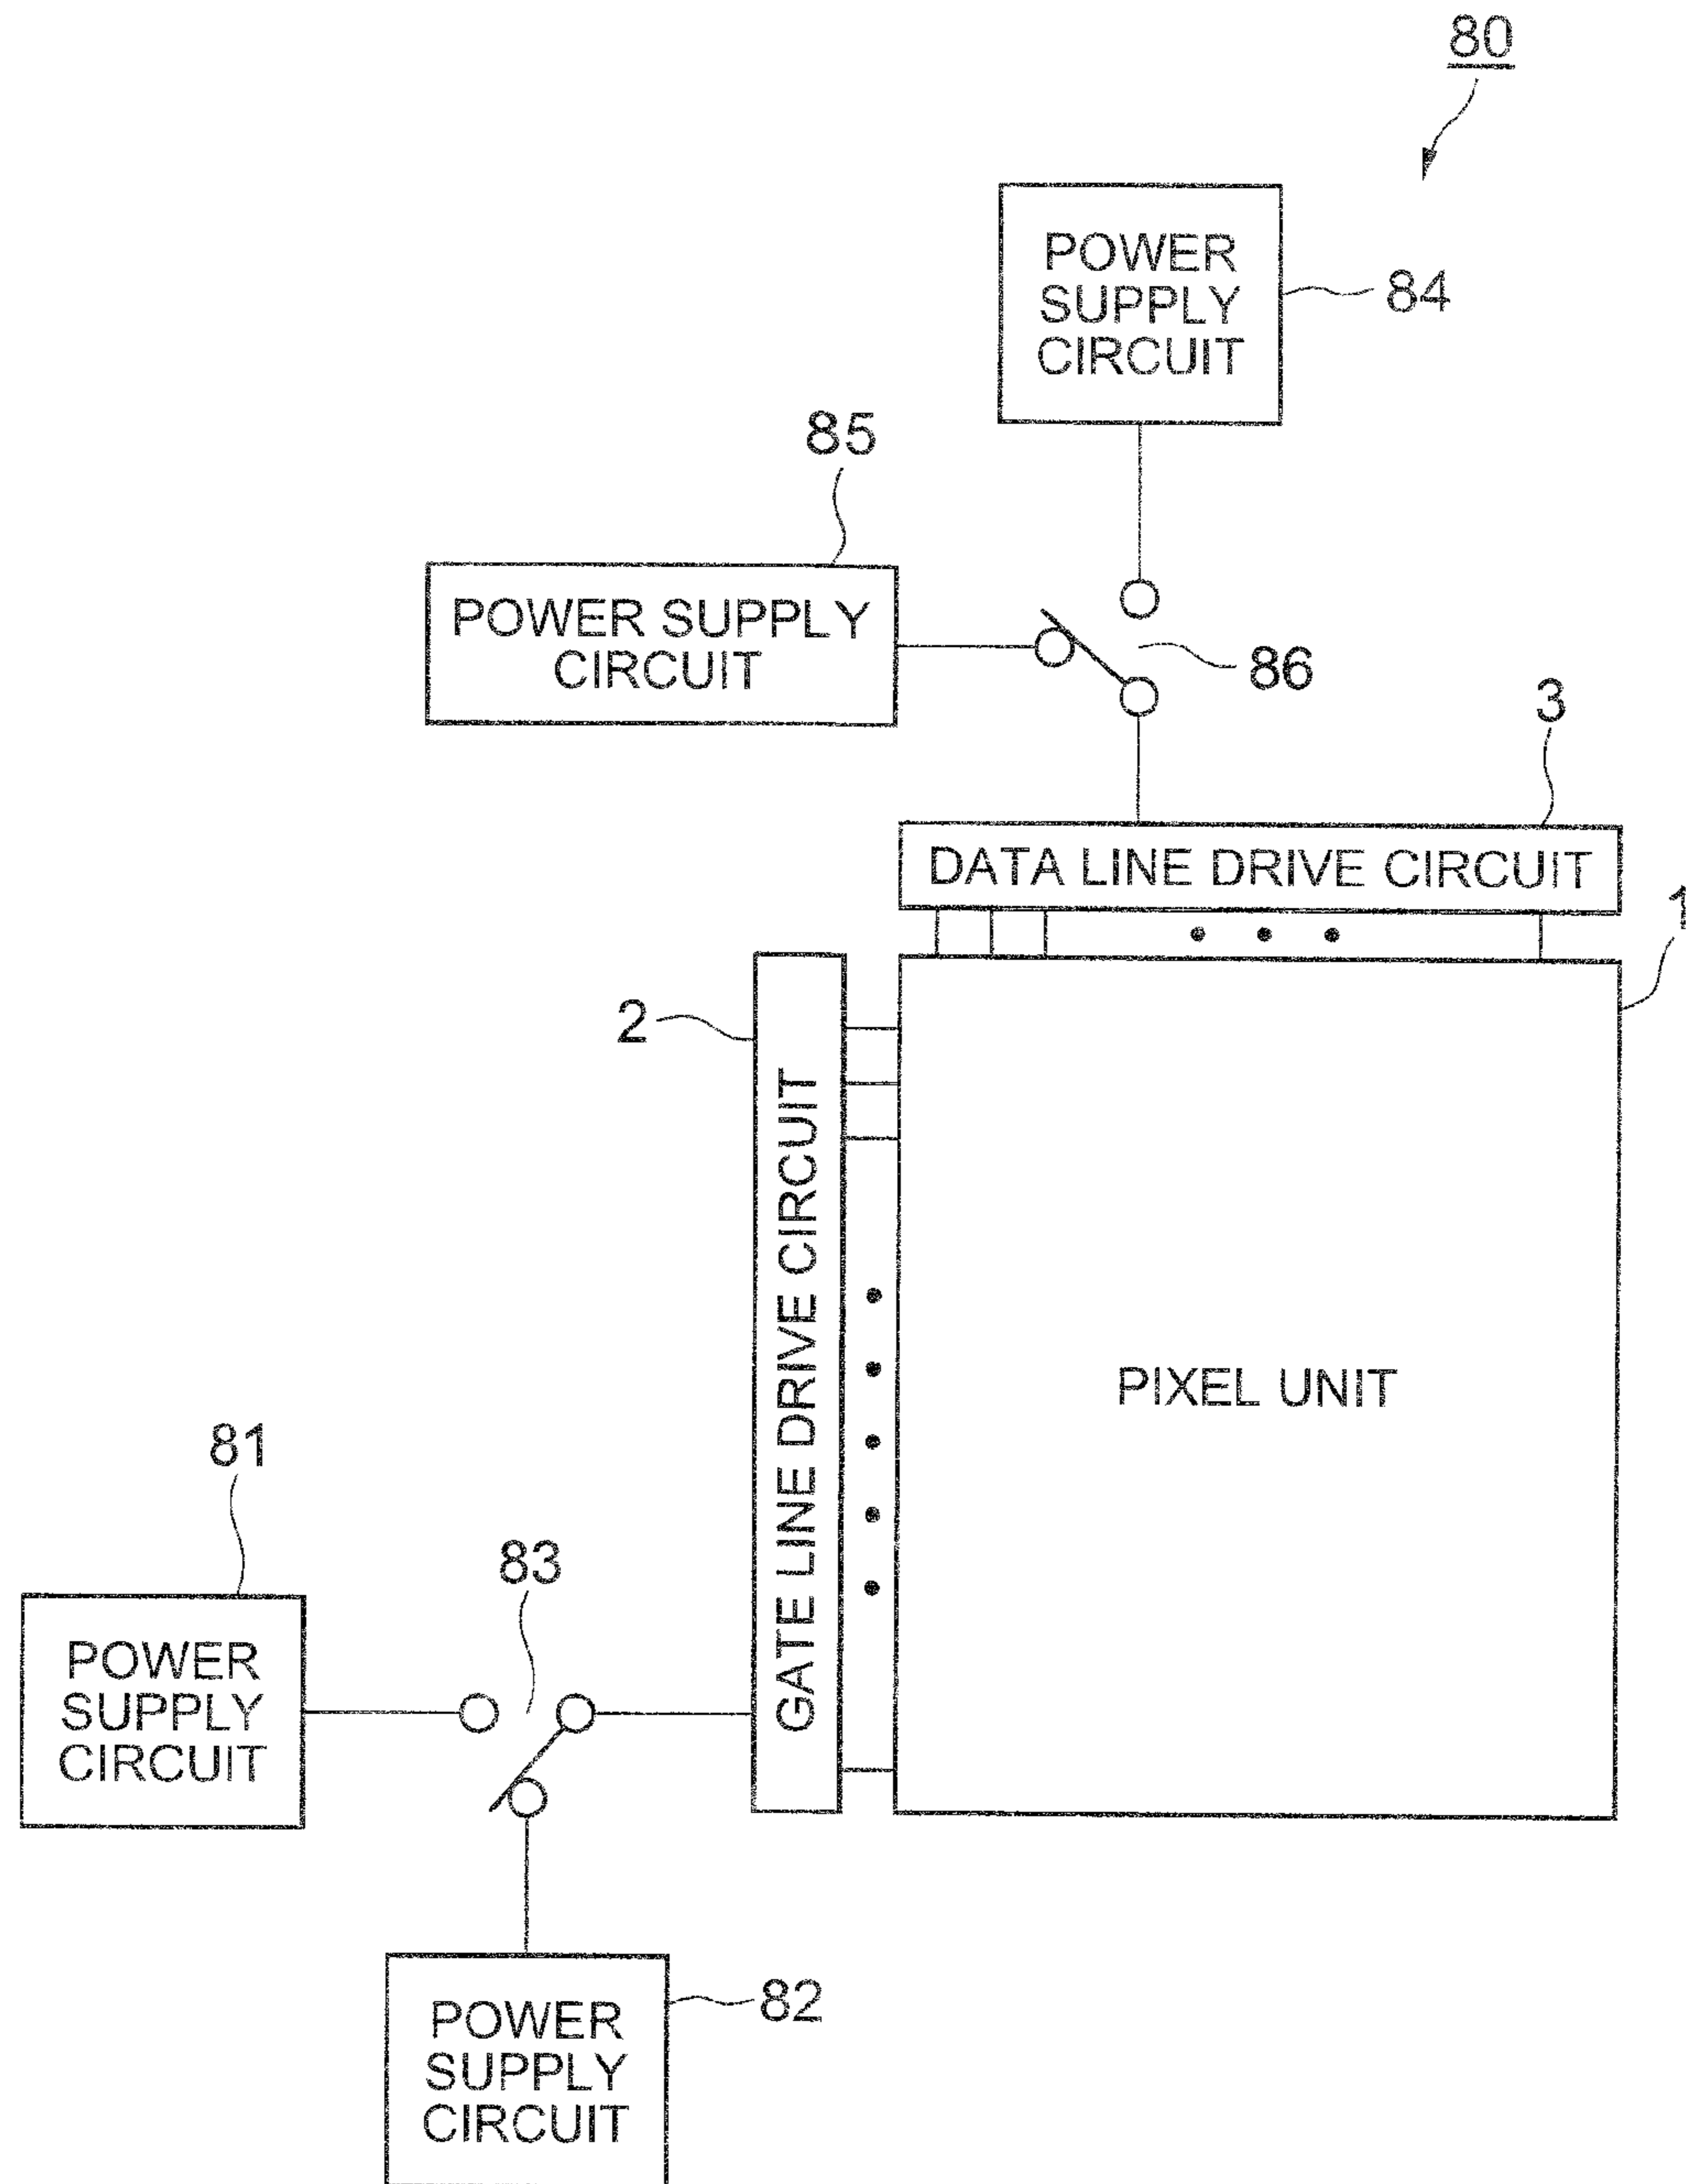 80
POWER
SUPPLY
CIRCUIT
84
85
POWER SUPPLY
CIRCUIT
86
3
DATA LINE DRIVE CIRCUIT
1
2
GATE LINE DRIVE CIRCUIT
PIXEL UNIT
81
83
POWER
SUPPLY
CIRCUIT
82
POWER
SUPPLY
CIRCUIT